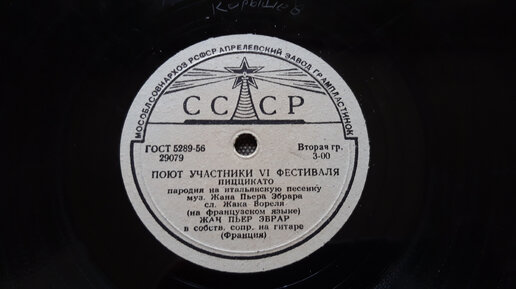 Кирышев
МОСОБЛСОВНАРХОЗ РСФСР АПРЕЛЕВСКИЙ ЗАВОД ГРАМПЛАСТИНОК
СССР
ГОСТ 5289-56
29079
Вторая гр.
3-00
ПОЮТ УЧАСТНИКИ VI ФЕСТИВАЛЯ
ПИЦЦИКАТО
пародия на итальянскую песенку
муз. Жана Пьера Эбрара
сл. Жака Ворсля
(на французском языке)
ЖАН ПЬЕР ЭБРАР
в собств. сопр. на гитаре
(Франция)